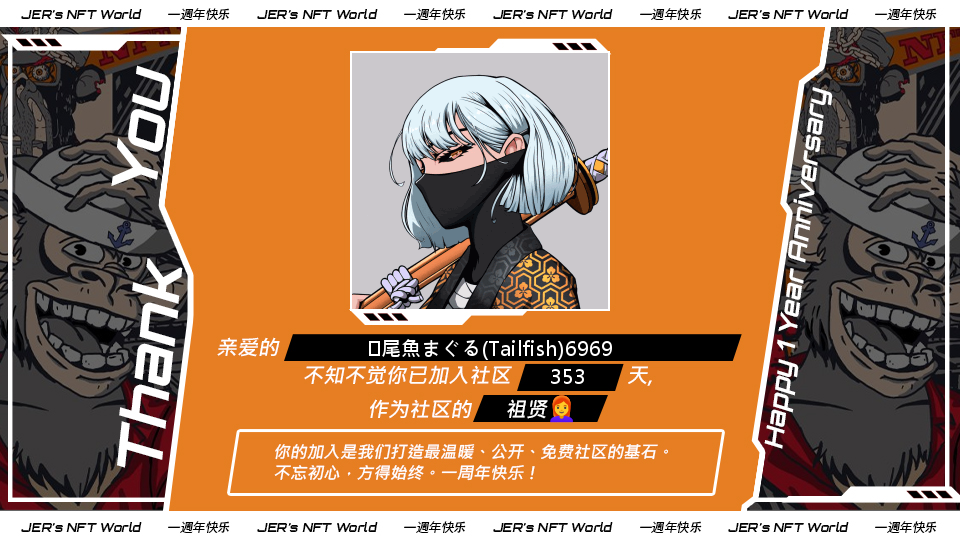 JER's NFT World 一週年快乐 JER's NFT World 一週年快乐 JER's NFT World 一週年快乐 JER's NFT World 一週年快乐
Thank You
亲爱的 尾魚まぐる(Tailfish)6969
不知不觉你已加入社区 353 天,
作为社区的 祖贤👩‍🦰
你的加入是我们打造最温暖、公开、免费社区的基石。
不忘初心,方得始终。一周年快乐!
Happy 1 Year Anniversary
JER's NFT World 一週年快乐 JER's NFT World 一週年快乐 JER's NFT World 一週年快乐 JER's NFT World 一週年快乐